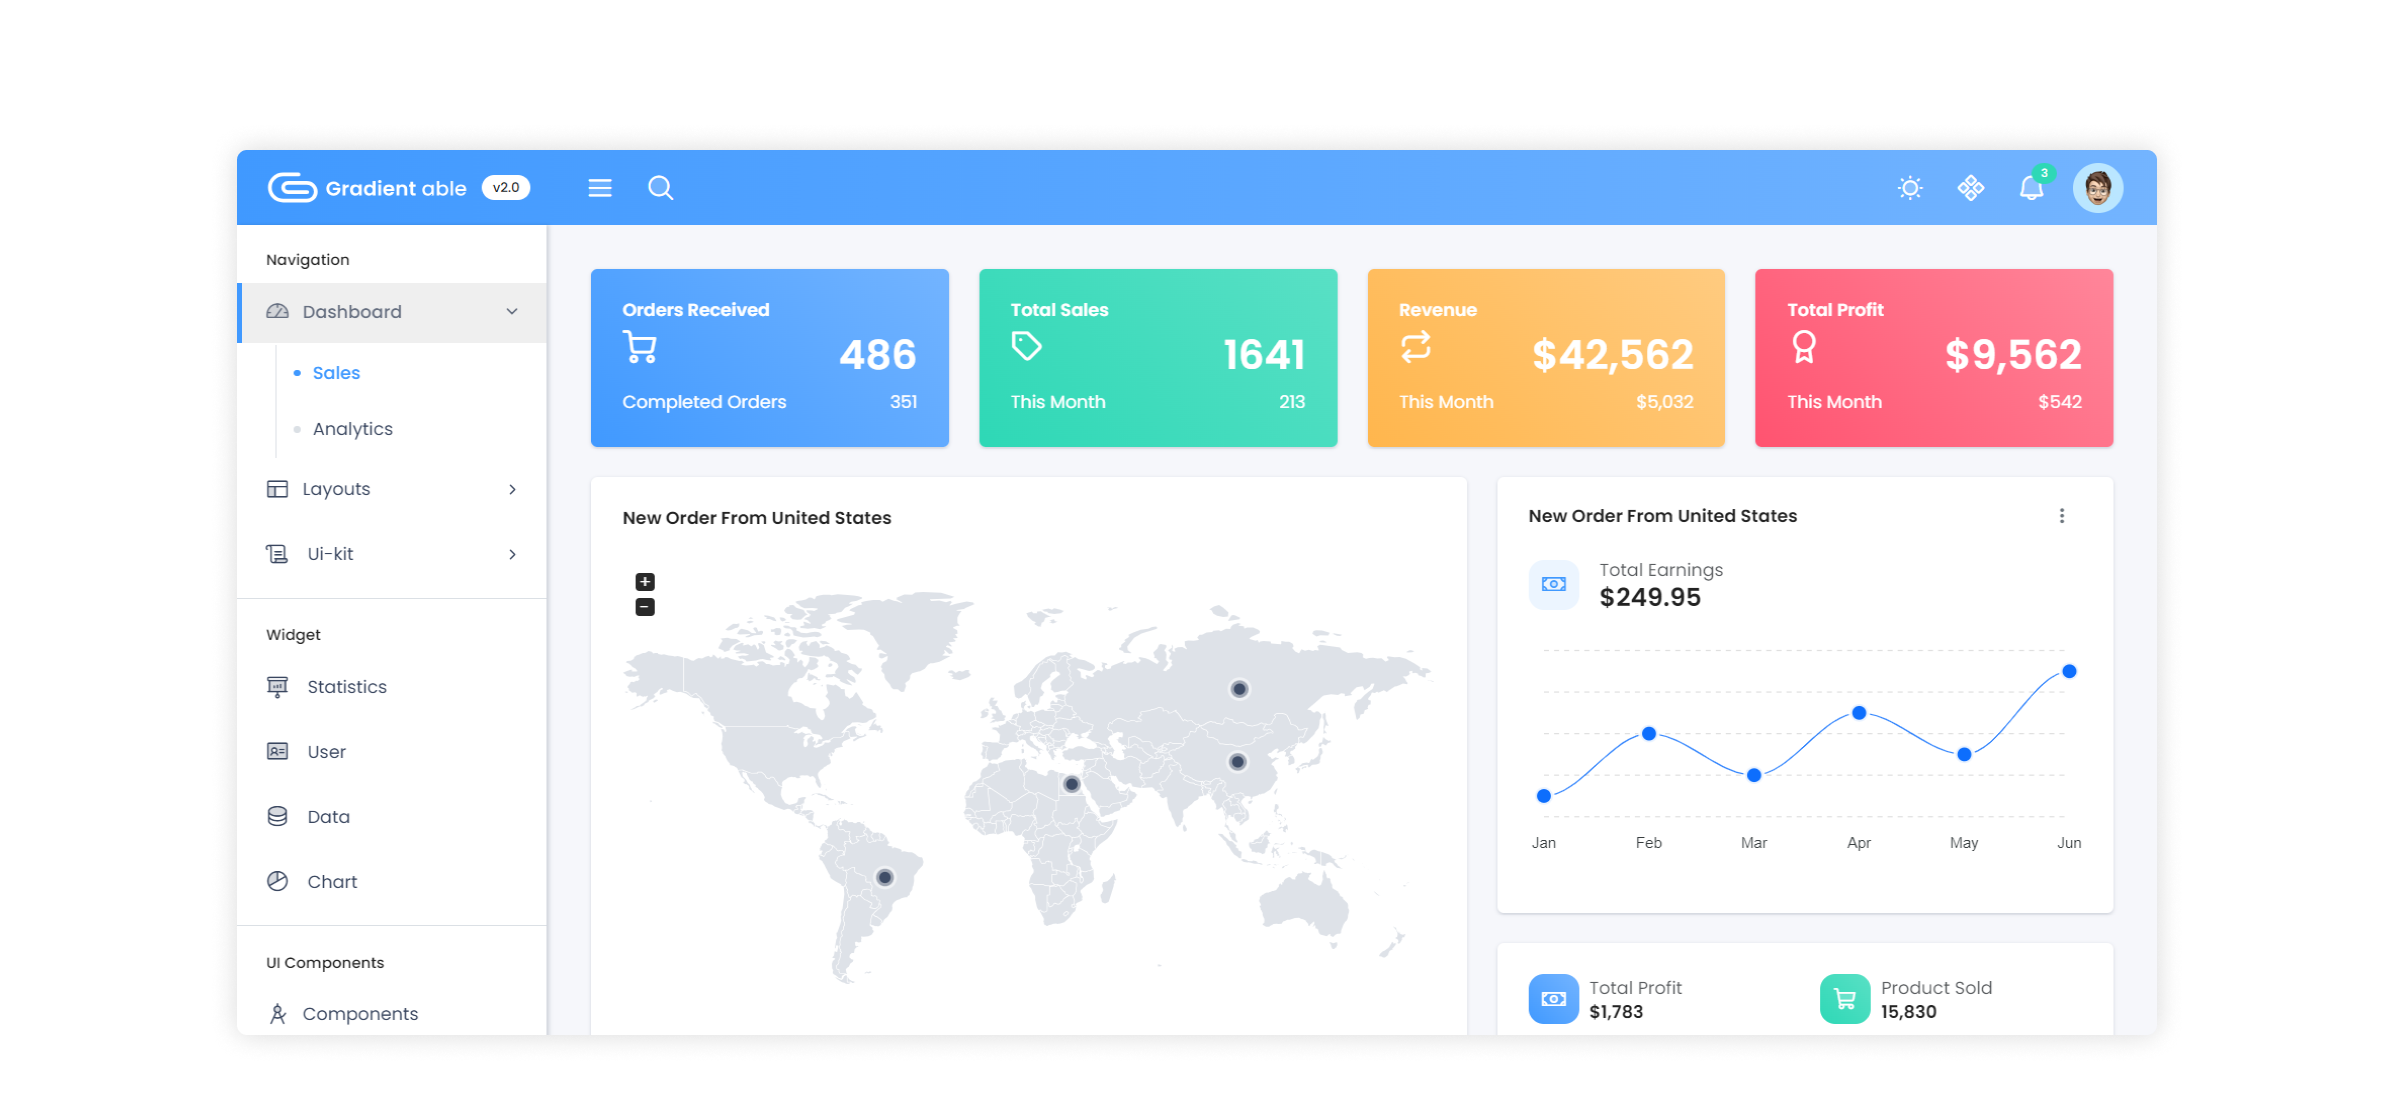 Gradient able v2.0
3
Navigation
Dashboard
Sales
Analytics
Layouts
Ui-kit
Widget
Statistics
User
Data
Chart
UI Components
Components
Orders Received
486
Completed Orders 351
Total Sales
1641
This Month 213
Revenue
$42,562
This Month $5,032
Total Profit
$9,562
This Month $542
New Order From United States
+
−
New Order From United States
Total Earnings
$249.95
Jan Feb Mar Apr May Jun
Total Profit
$1,783
Product Sold
15,830